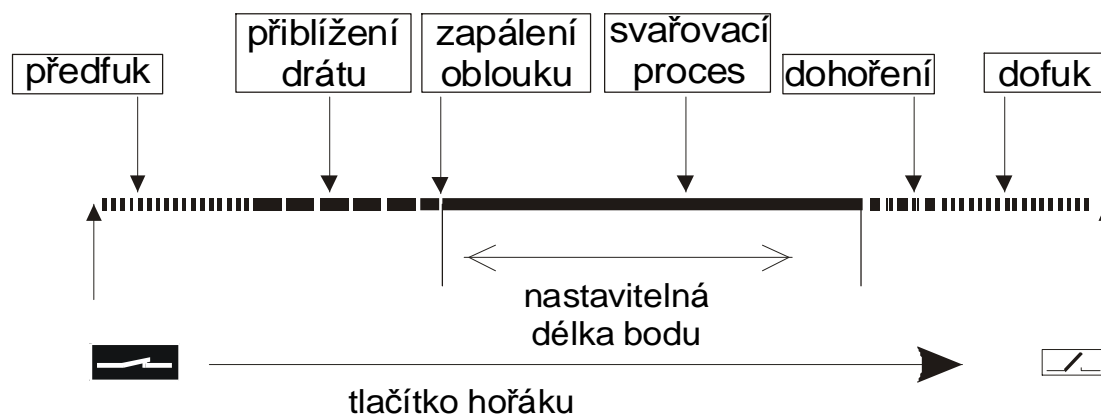 předfuk
přiblížení
drátu
zapálení
oblouku
svařovací
proces
dohoření
dofuk
nastavitelná
délka bodu
tlačítko hořáku